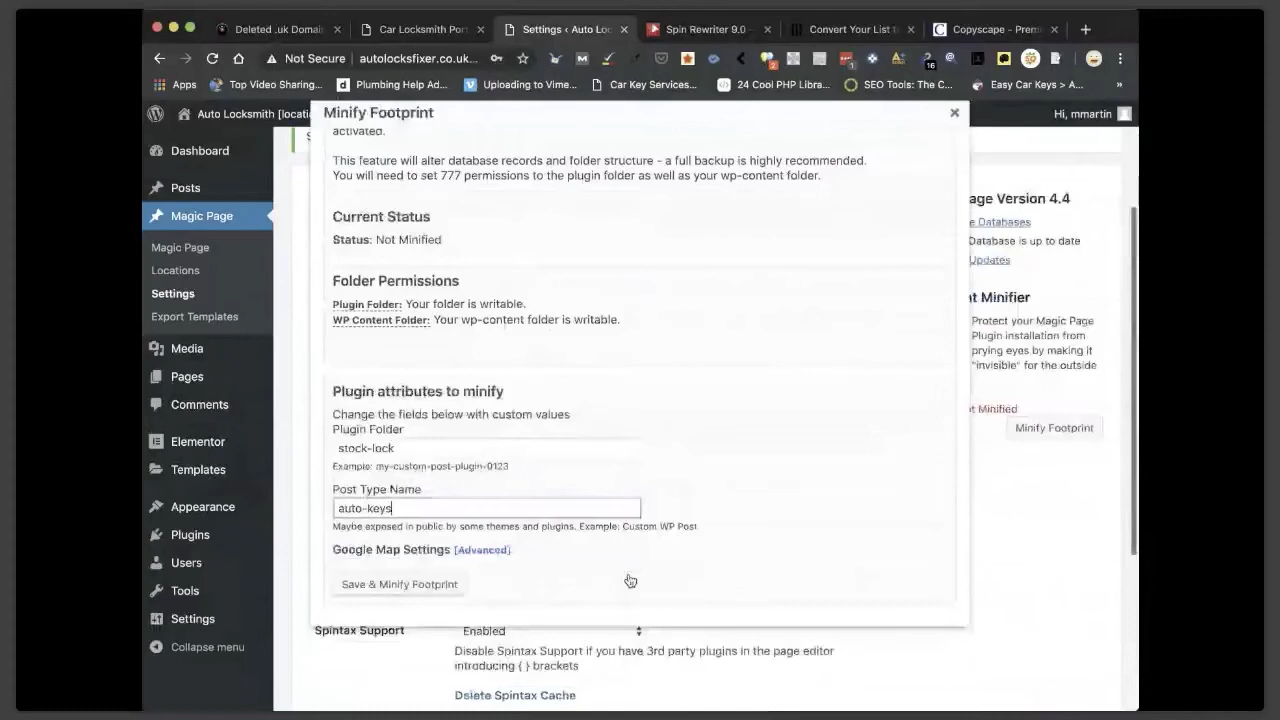 Deleted .uk Domai
Car Locksmith Por
Settings ‹ Auto Loc
Spin Rewriter 9.0 -
Convert Your List t
Copyscape - Premi
Not Secure
autolocksfixer.co.uk...
Apps
Top Video Sharing...
Plumbing Help Ad...
Uploading to Vime...
Car Key Services...
24 Cool PHP Libra...
SEO Tools: The C...
Easy Car Keys > A...
»
Auto Locksmith [locati
Hi, mmartin
Dashboard
Posts
Magic Page
Magic Page
Locations
Settings
Export Templates
Media
Pages
Comments
Elementor
Templates
Appearance
Plugins
Users
Tools
Settings
Collapse menu
Minify Footprint
activated.
This feature will alter database records and folder structure - a full backup is highly recommended.
You will need to set 777 permissions to the plugin folder as well as your wp-content folder.
Current Status
Status: Not Minified
Folder Permissions
Plugin Folder: Your folder is writable.
WP Content Folder: Your wp-content folder is writable.
Plugin attributes to minify
Change the fields below with custom values
Plugin Folder
stock-lock
Example: my-custom-post-plugin-0123
Post Type Name
auto-keys
Maybe exposed in public by some themes and plugins. Example: Custom WP Post
Google Map Settings [Advanced]
Save & Minify Footprint
Spintax Support
Enabled
Disable Spintax Support if you have 3rd party plugins in the page editor
introducing { } brackets
Delete Spintax Cache
age Version 4.4
e Databases
Database is up to date
Updates
t Minifier
Protect your Magic Page
Plugin installation from
prying eyes by making it
"invisible" for the outside
t Minified
Minify Footprint